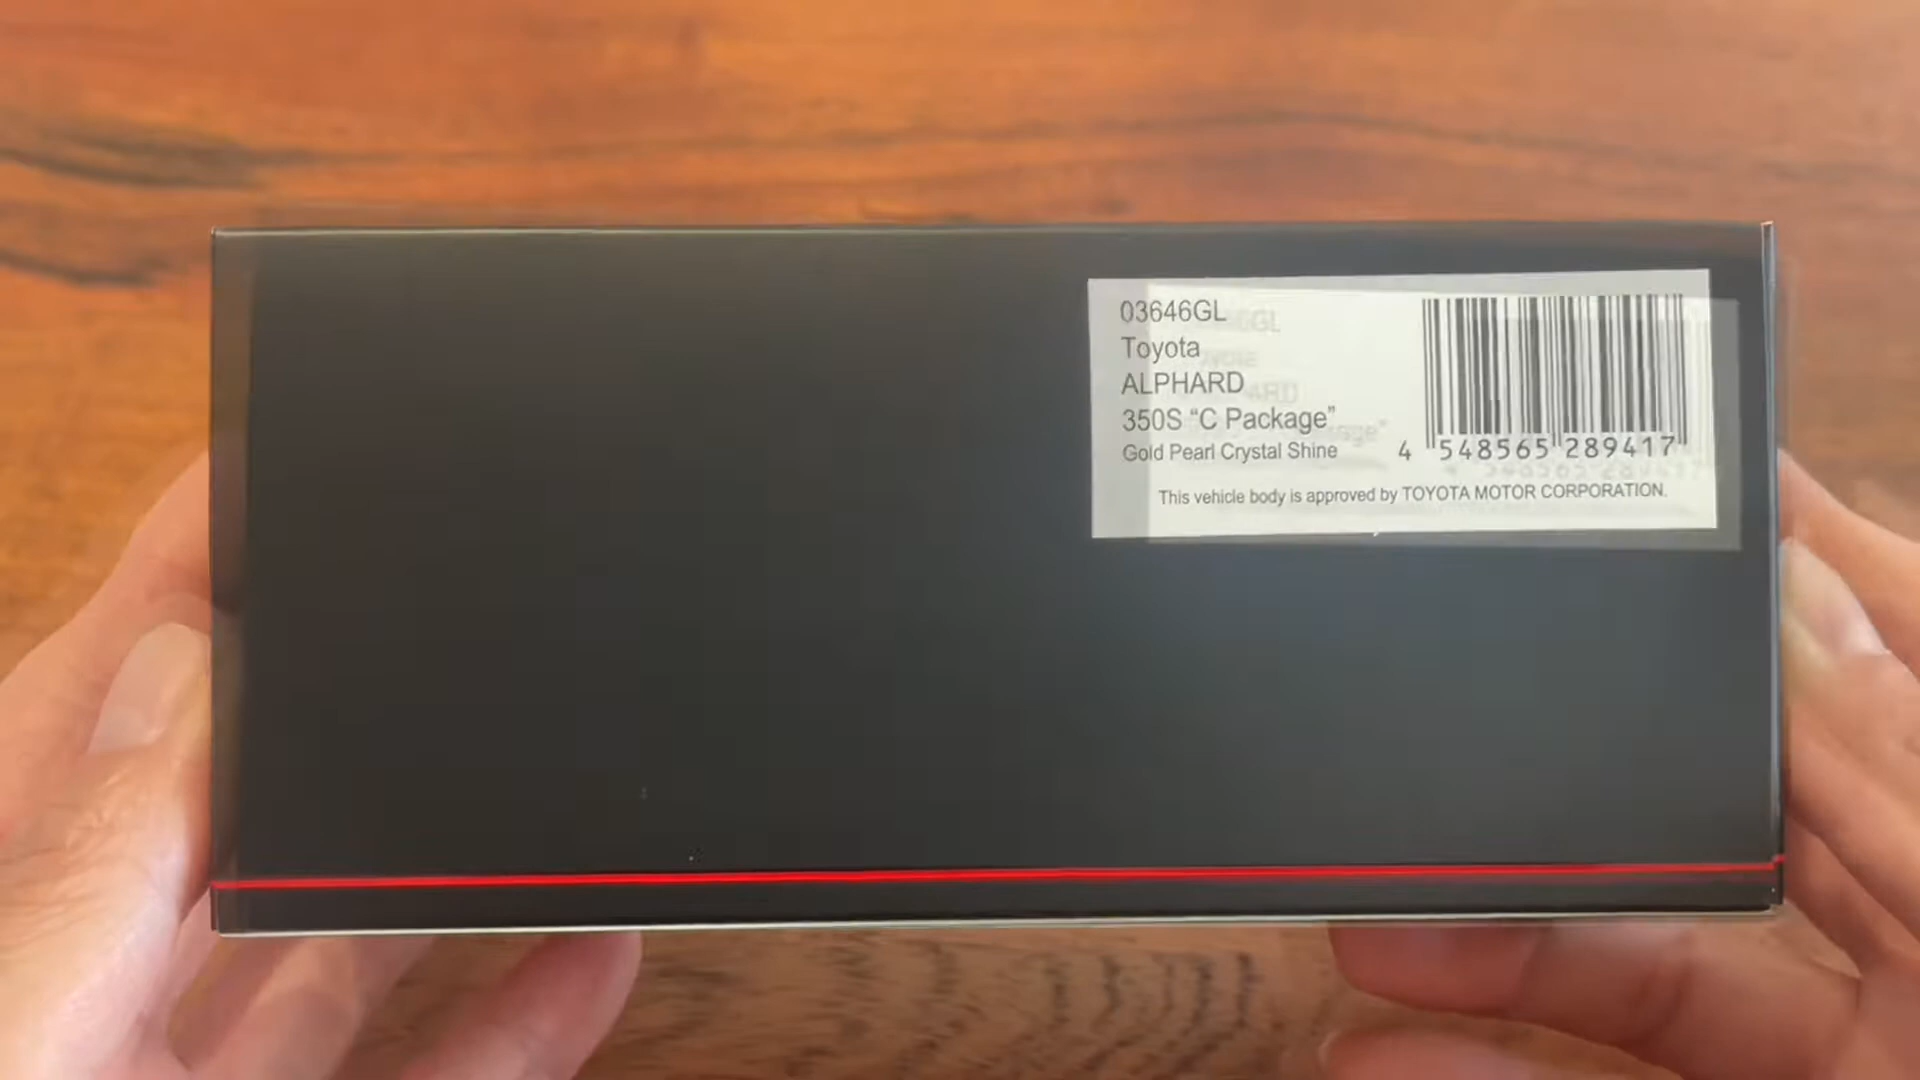 03646GL
Toyota
ALPHARD
350S “C Package”
Gold Pearl Crystal Shine
4 548565 289417
This vehicle body is approved by TOYOTA MOTOR CORPORATION.